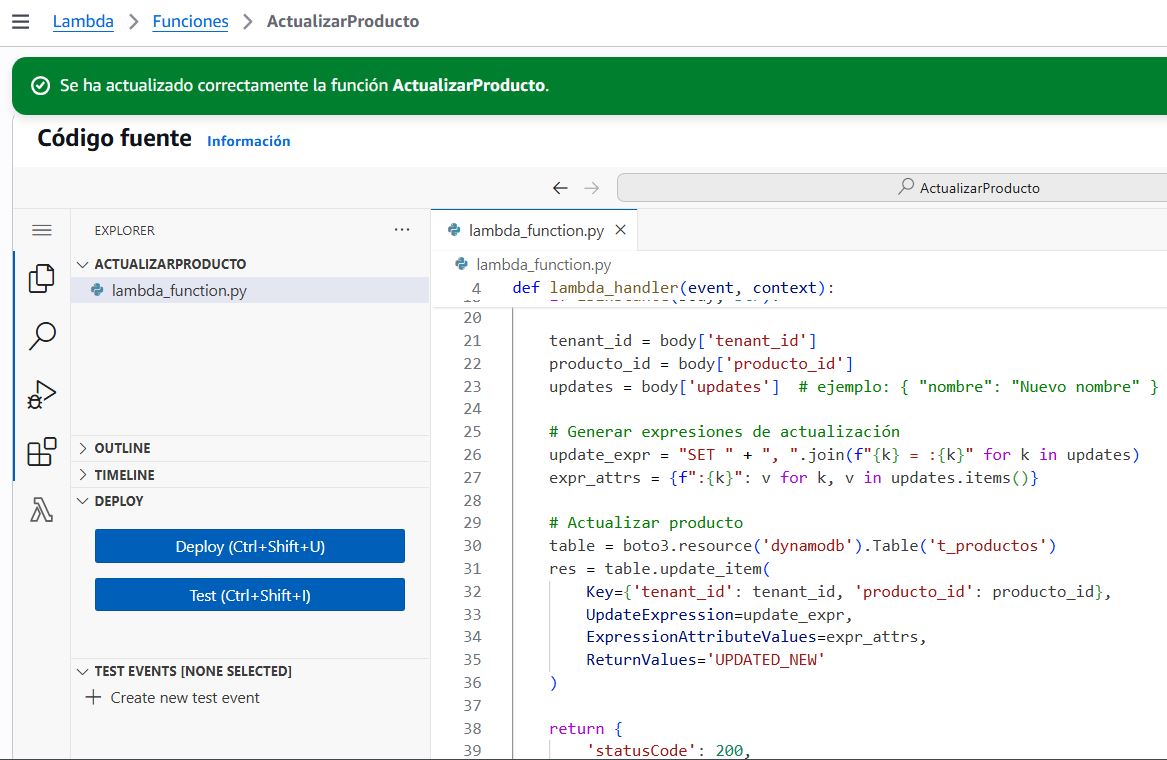 Lambda > Funciones > ActualizarProducto
Se ha actualizado correctamente la función ActualizarProducto.
Código fuente Información
ActualizarProducto
EXPLORER ...
ACTUALIZARPRODUCTO
lambda_function.py
OUTLINE
TIMELINE
DEPLOY
Deploy (Ctrl+Shift+U)
Test (Ctrl+Shift+I)
TEST EVENTS [NONE SELECTED]
+ Create new test event
lambda_function.py ×
lambda_function.py
4 def lambda_handler(event, context):
20
21 tenant_id = body['tenant_id']
22 producto_id = body['producto_id']
23 updates = body['updates']  # ejemplo: { "nombre": "Nuevo nombre" }
24
25 # Generar expresiones de actualización
26 update_expr = "SET " + ", ".join(f"{k} = :{k}" for k in updates)
27 expr_attrs = {f":{k}": v for k, v in updates.items()}
28
29 # Actualizar producto
30 table = boto3.resource('dynamodb').Table('t_productos')
31 res = table.update_item(
32 Key={'tenant_id': tenant_id, 'producto_id': producto_id},
33 UpdateExpression=update_expr,
34 ExpressionAttributeValues=expr_attrs,
35 ReturnValues='UPDATED_NEW'
36 )
37
38 return {
39 'statusCode': 200,